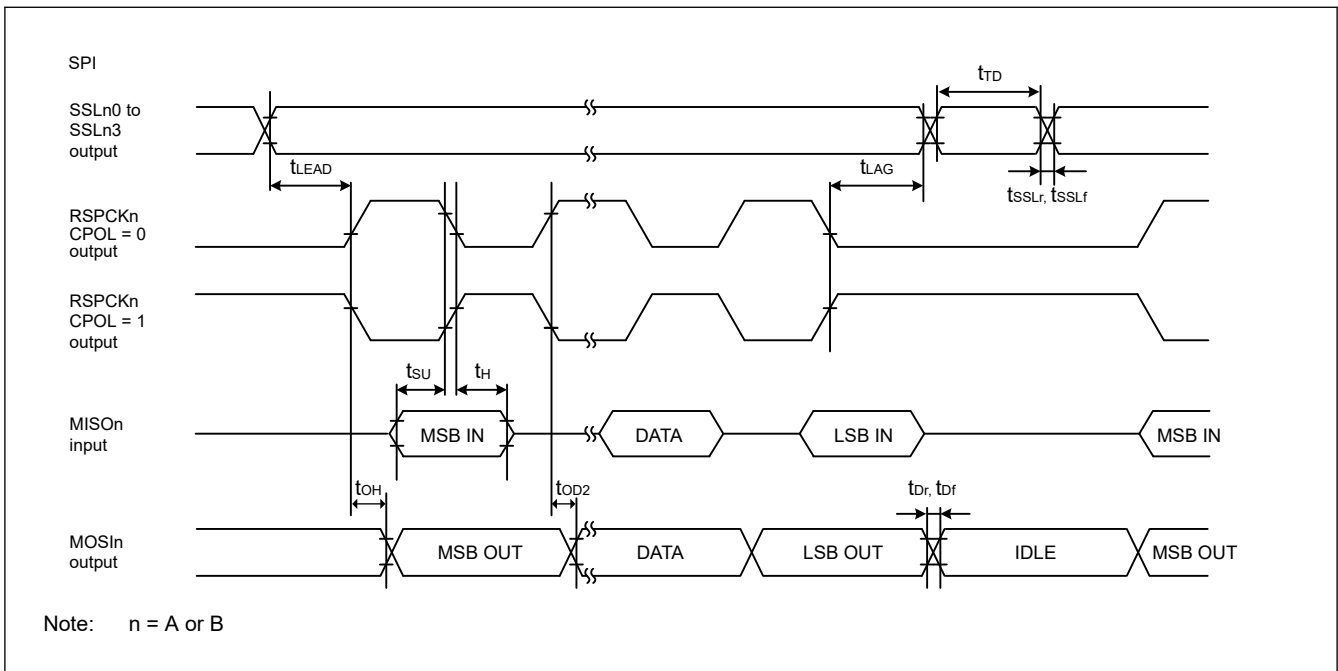 SPI
tTD
SSLn0 to
SSLn3
output
tLEAD
tLAG
tSSLr, tSSLf
RSPCKn
CPOL = 0
output
RSPCKn
CPOL = 1
output
tSU
tH
MISOn
input
MSB IN
DATA
LSB IN
MSB IN
tOH
tOD2
tDr, tDf
MOSIn
output
MSB OUT
DATA
LSB OUT
IDLE
MSB OUT
Note: n = A or B